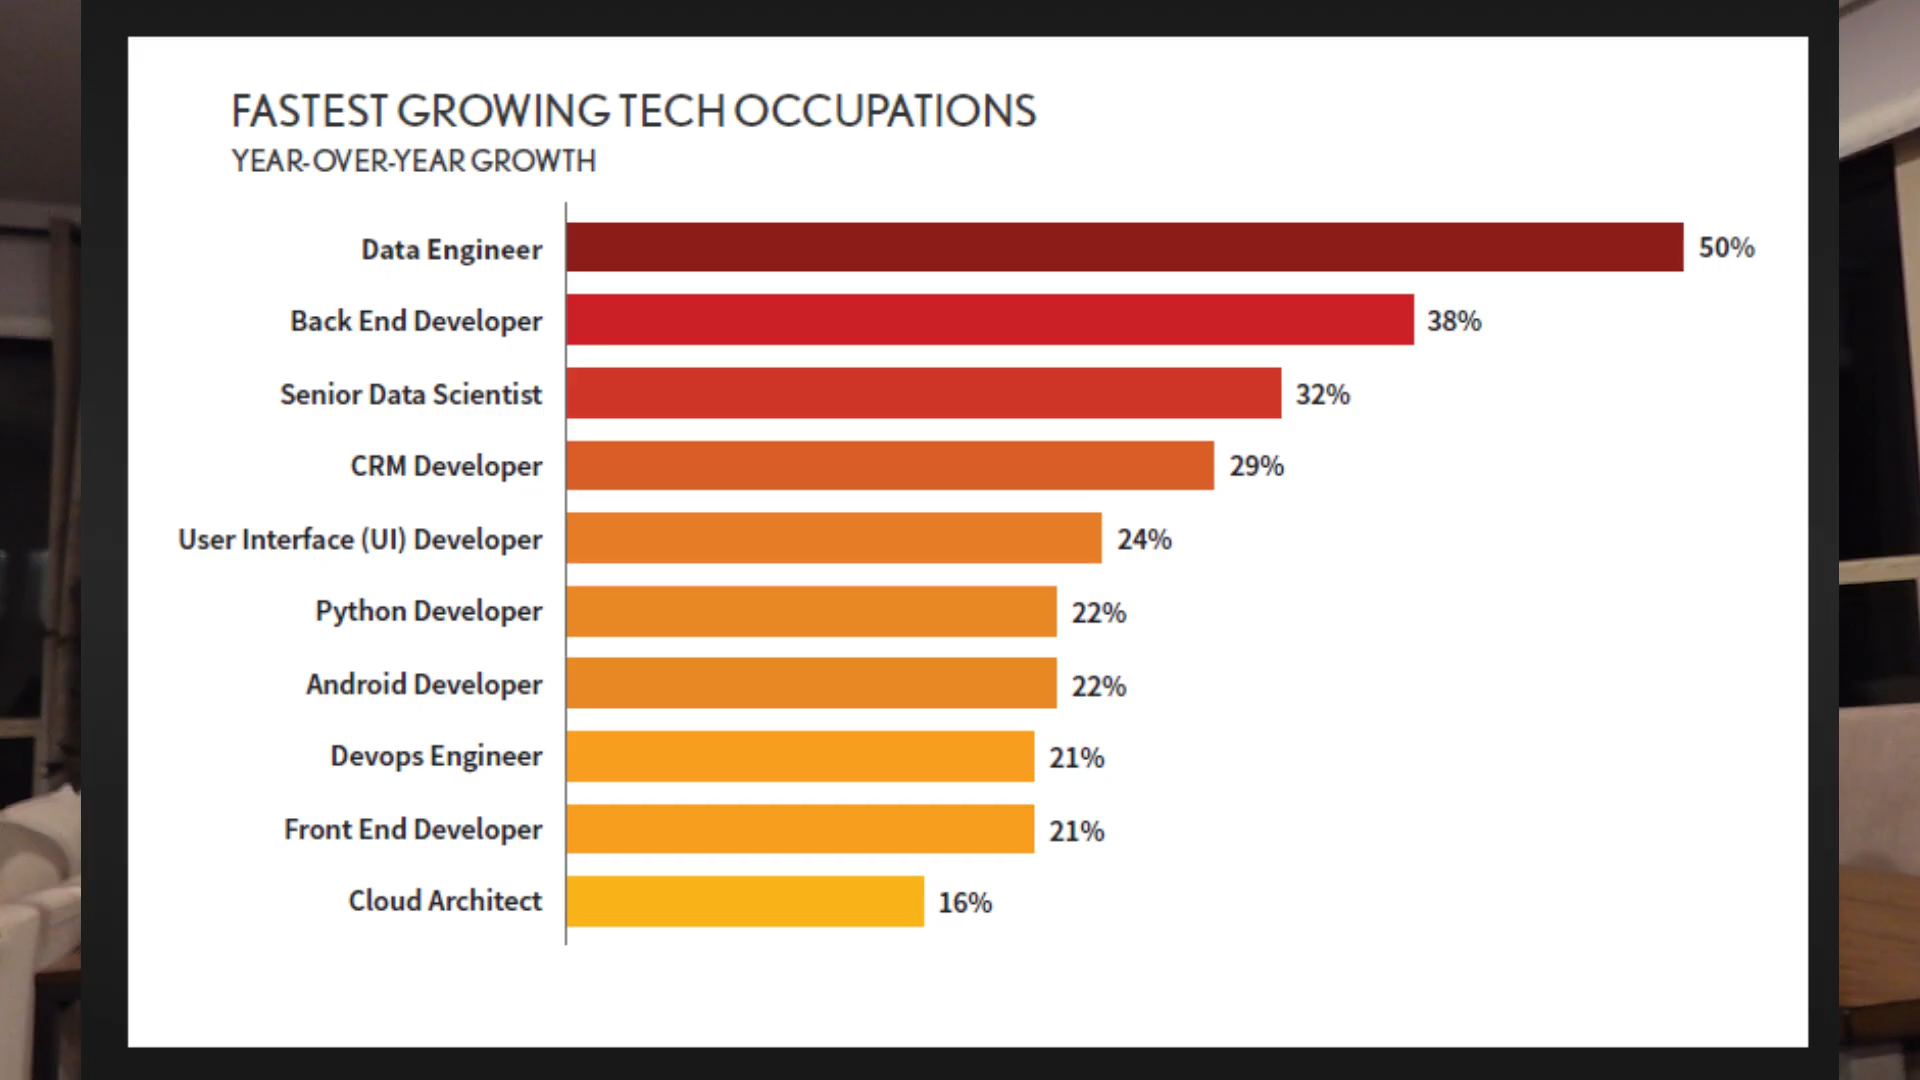 FASTEST GROWING TECH OCCUPATIONS
YEAR-OVER-YEAR GROWTH
Data Engineer 50%
Back End Developer 38%
Senior Data Scientist 32%
CRM Developer 29%
User Interface (UI) Developer 24%
Python Developer 22%
Android Developer 22%
Devops Engineer 21%
Front End Developer 21%
Cloud Architect 16%